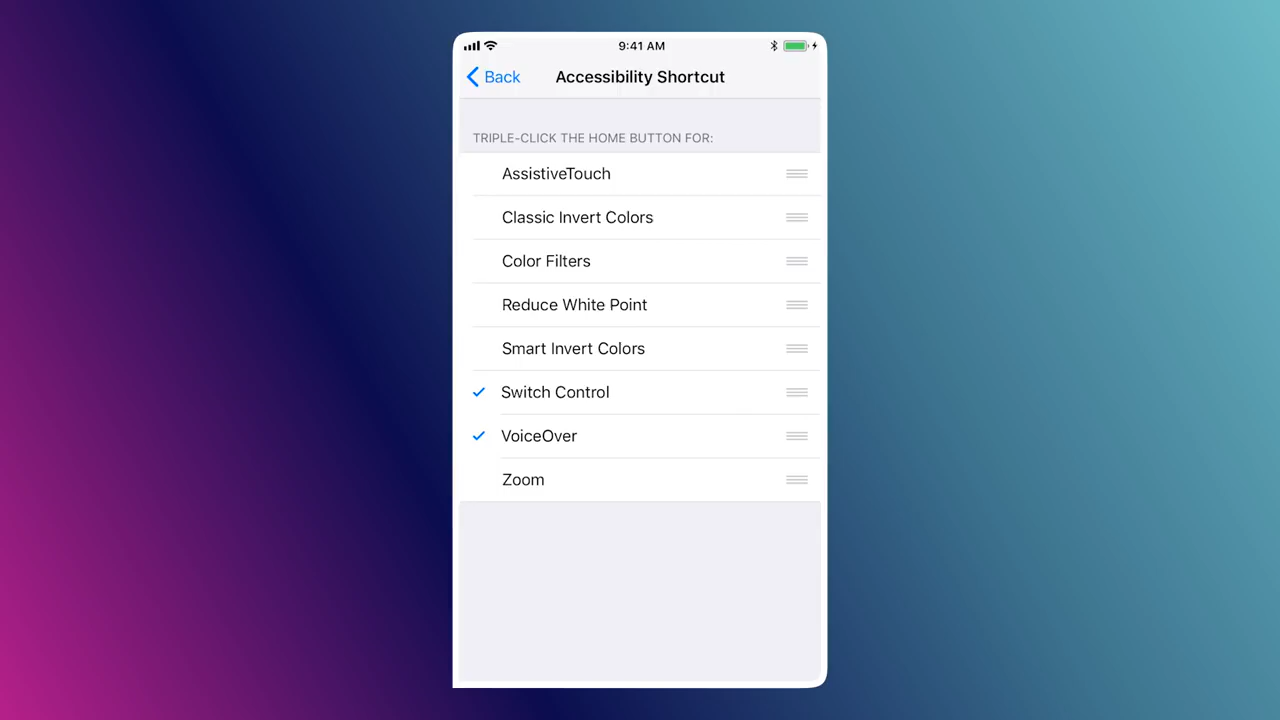 9:41 AM
Back
Accessibility Shortcut
TRIPLE-CLICK THE HOME BUTTON FOR:
AssistiveTouch
Classic Invert Colors
Color Filters
Reduce White Point
Smart Invert Colors
Switch Control
VoiceOver
Zoom